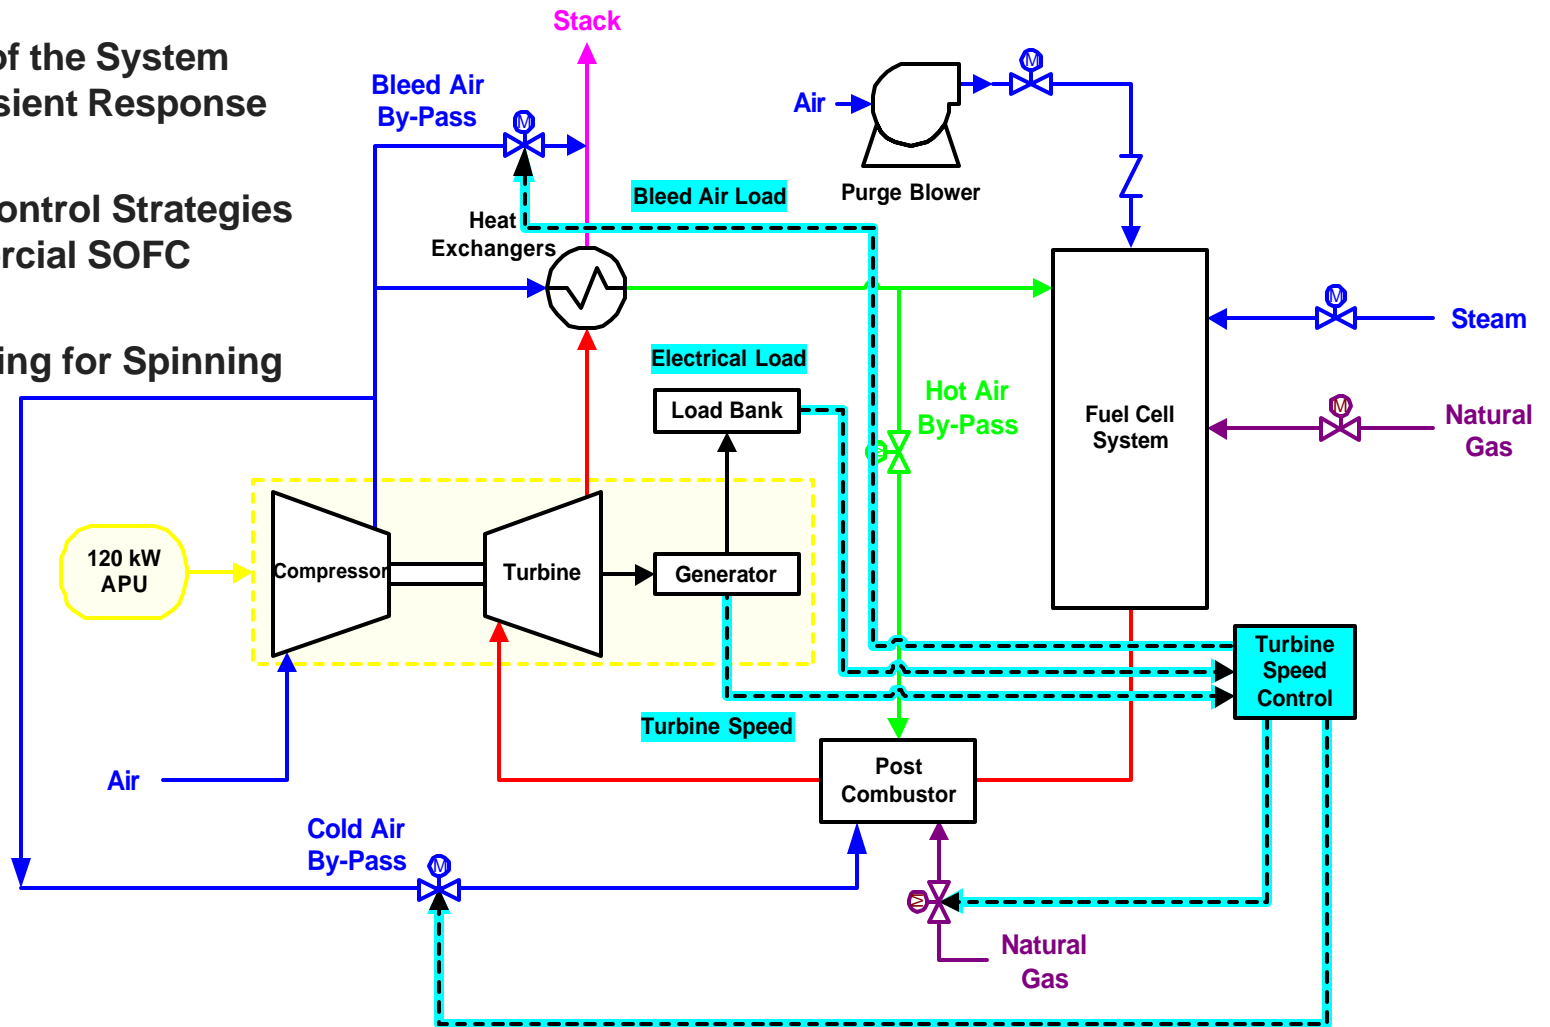 of the System
sient Response
ontrol Strategies
ercial SOFC
ing for Spinning
Stack
Bleed Air
By-Pass
M
Air
M
Purge Blower
Bleed Air Load
Heat
Exchangers
M
Steam
Electrical Load
Load Bank
Hot Air
By-Pass
M
Fuel Cell
System
M
Natural
Gas
120 kW
APU
Compressor
Turbine
Generator
Turbine
Speed
Control
Turbine Speed
Post
Combustor
Air
Cold Air
By-Pass
M
M
Natural
Gas